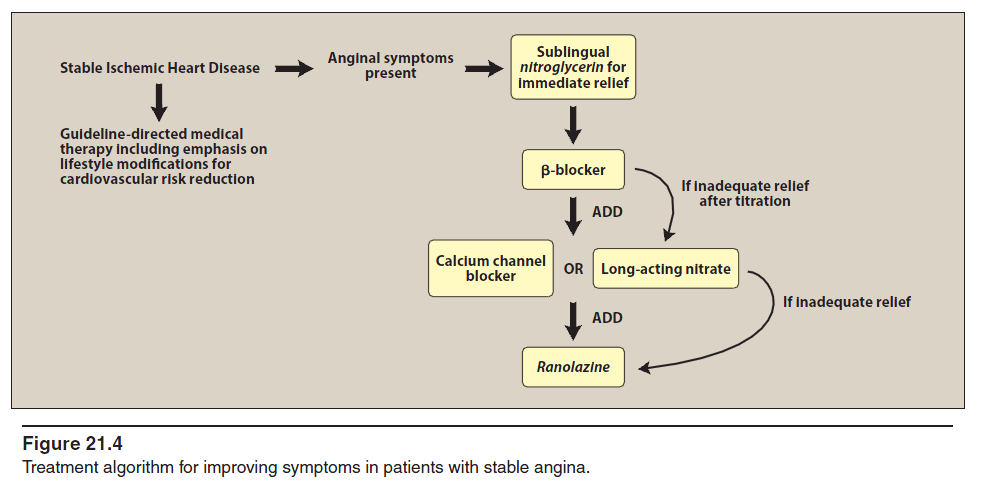 Stable Ischemic Heart Disease
Anginal symptoms
present
Sublingual
nitroglycerin for
immediate relief
Guideline-directed medical
therapy including emphasis on
lifestyle modifications for
cardiovascular risk reduction
β-blocker
If inadequate relief
after titration
ADD
Calcium channel
blocker
OR
Long-acting nitrate
If inadequate relief
ADD
Ranolazine
Figure 21.4
Treatment algorithm for improving symptoms in patients with stable angina.